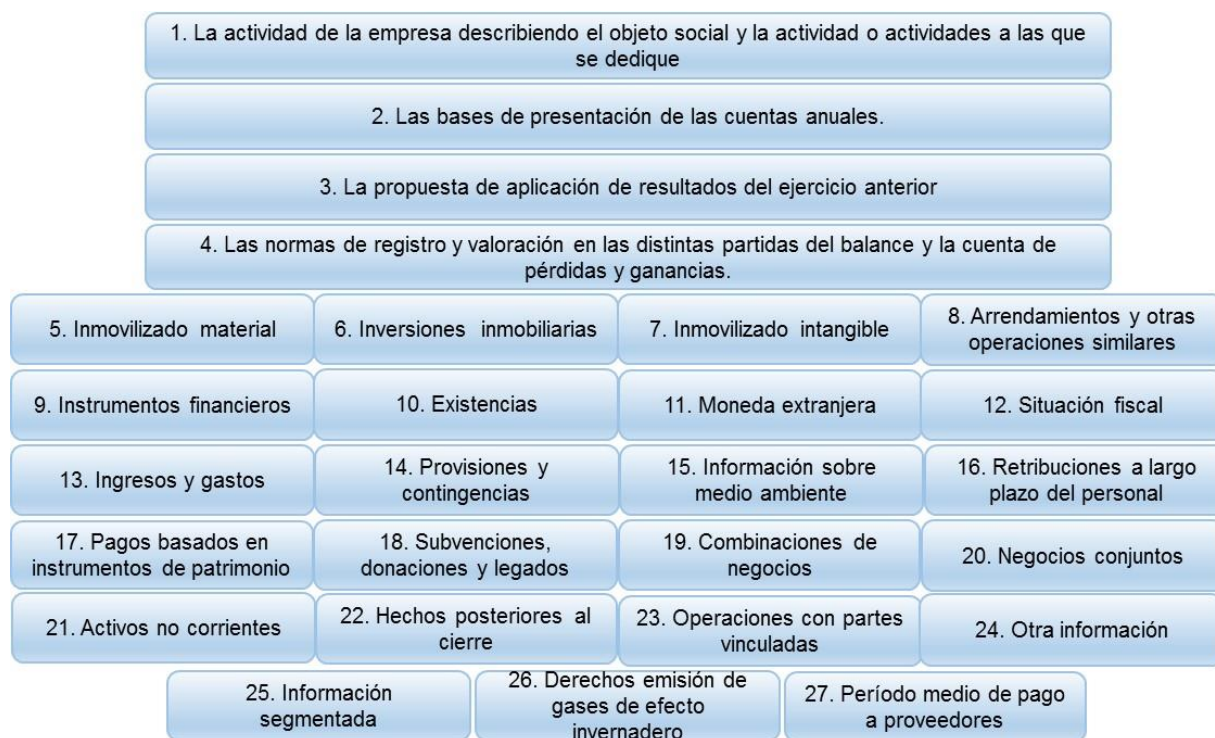 1. La actividad de la empresa describiendo el objeto social y la actividad o actividades a las que
se dedique
2. Las bases de presentación de las cuentas anuales.
3. La propuesta de aplicación de resultados del ejercicio anterior
4. Las normas de registro y valoración en las distintas partidas del balance y la cuenta de
pérdidas y ganancias.
5. Inmovilizado material
6. Inversiones inmobiliarias
7. Inmovilizado intangible
8. Arrendamientos y otras
operaciones similares
9. Instrumentos financieros
10. Existencias
11. Moneda extranjera
12. Situación fiscal
13. Ingresos y gastos
14. Provisiones y
contingencias
15. Información sobre
medio ambiente
16. Retribuciones a largo
plazo del personal
17. Pagos basados en
instrumentos de patrimonio
18. Subvenciones,
donaciones y legados
19. Combinaciones de
negocios
20. Negocios conjuntos
21. Activos no corrientes
22. Hechos posteriores al
cierre
23. Operaciones con partes
vinculadas
24. Otra información
25. Información
segmentada
26. Derechos emisión de
gases de efecto
invernadero
27. Período medio de pago
a proveedores